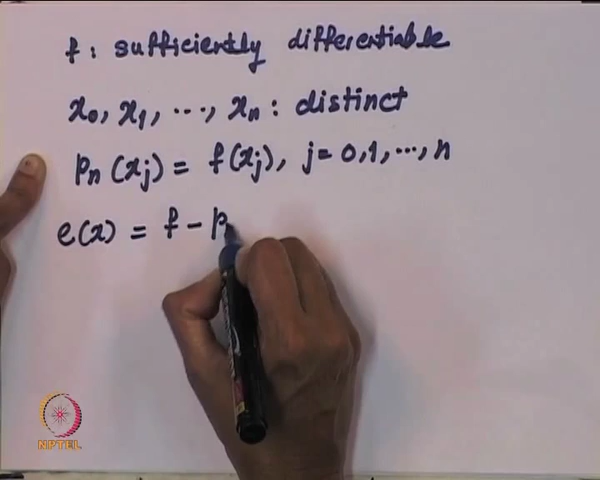 f : sufficiently differentiable
x₀, x₁, ..., xₙ : distinct
pₙ(xⱼ) = f(xⱼ), j = 0, 1, ..., n
e(x) = f - p
NPTEL